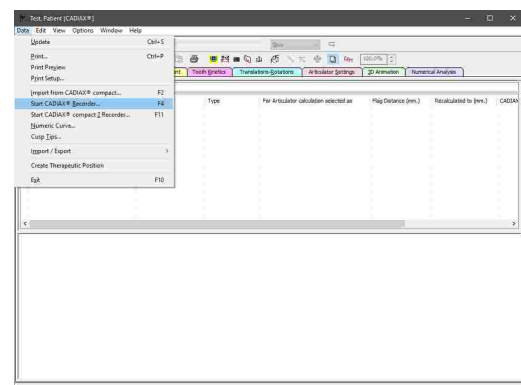 Test, Patient [CADIAX®]
Data Edit View Options Window Help
Update Ctrl+S
Print... Ctrl+P
Print Preview
Print Setup...
Import from CADIAX® compact... F2
Start CADIAX® Recorder... F4
Start CADIAX® compact 2 Recorder... F11
Numeric Curve...
Cusp Tips...
Import / Export
Create Therapeutic Position
Exit F10
Save
100.0%
Tooth Kinetics Translations-Rotations Articulator Settings 3D Animation Numerical Analysis
Type For Articulator calculation selected as Flag Distance (mm.) Recalculated to (mm.)